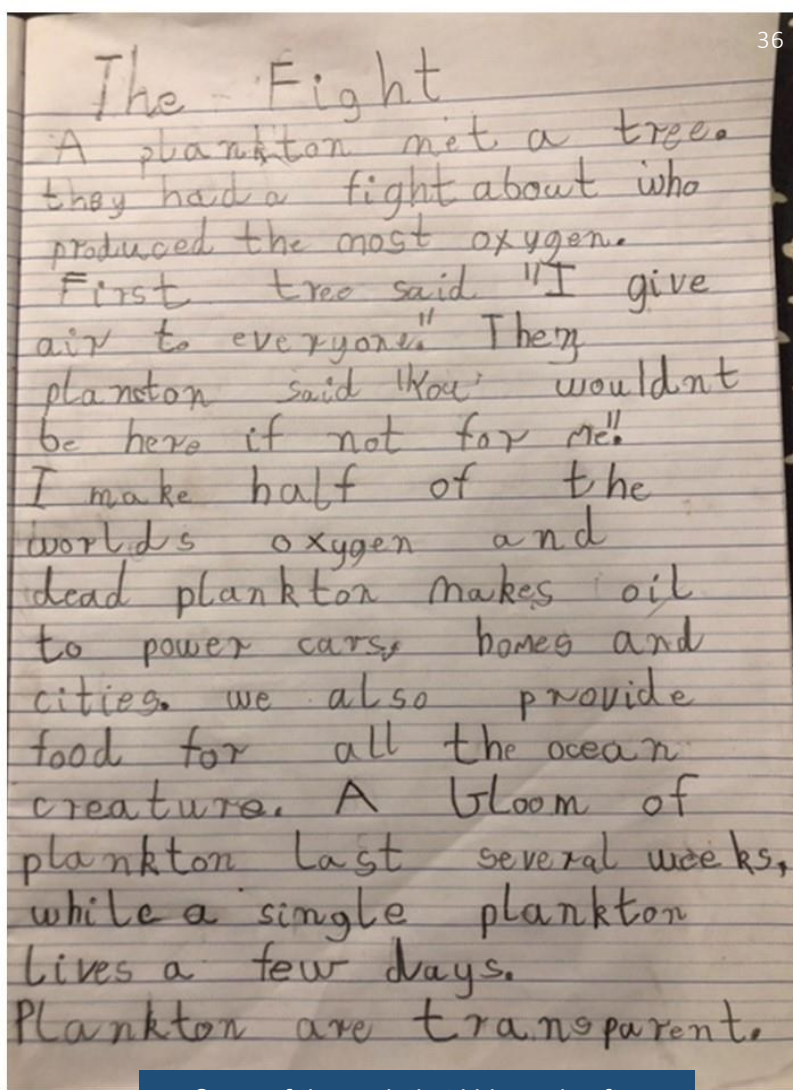 36
The Fight
A plankton met a tree.
they had a fight about who
produced the most oxygen.
First tree said "I give
air to everyone." Then
plancton said "You wouldnt
be here if not for me".
I make half of the
worlds oxygen and
dead plankton makes oil
to power cars, homes and
cities. we also provide
food for all the ocean
creature. A bloom of
plankton last several weeks,
while a single plankton
lives a few days.
Plankton are transparent.